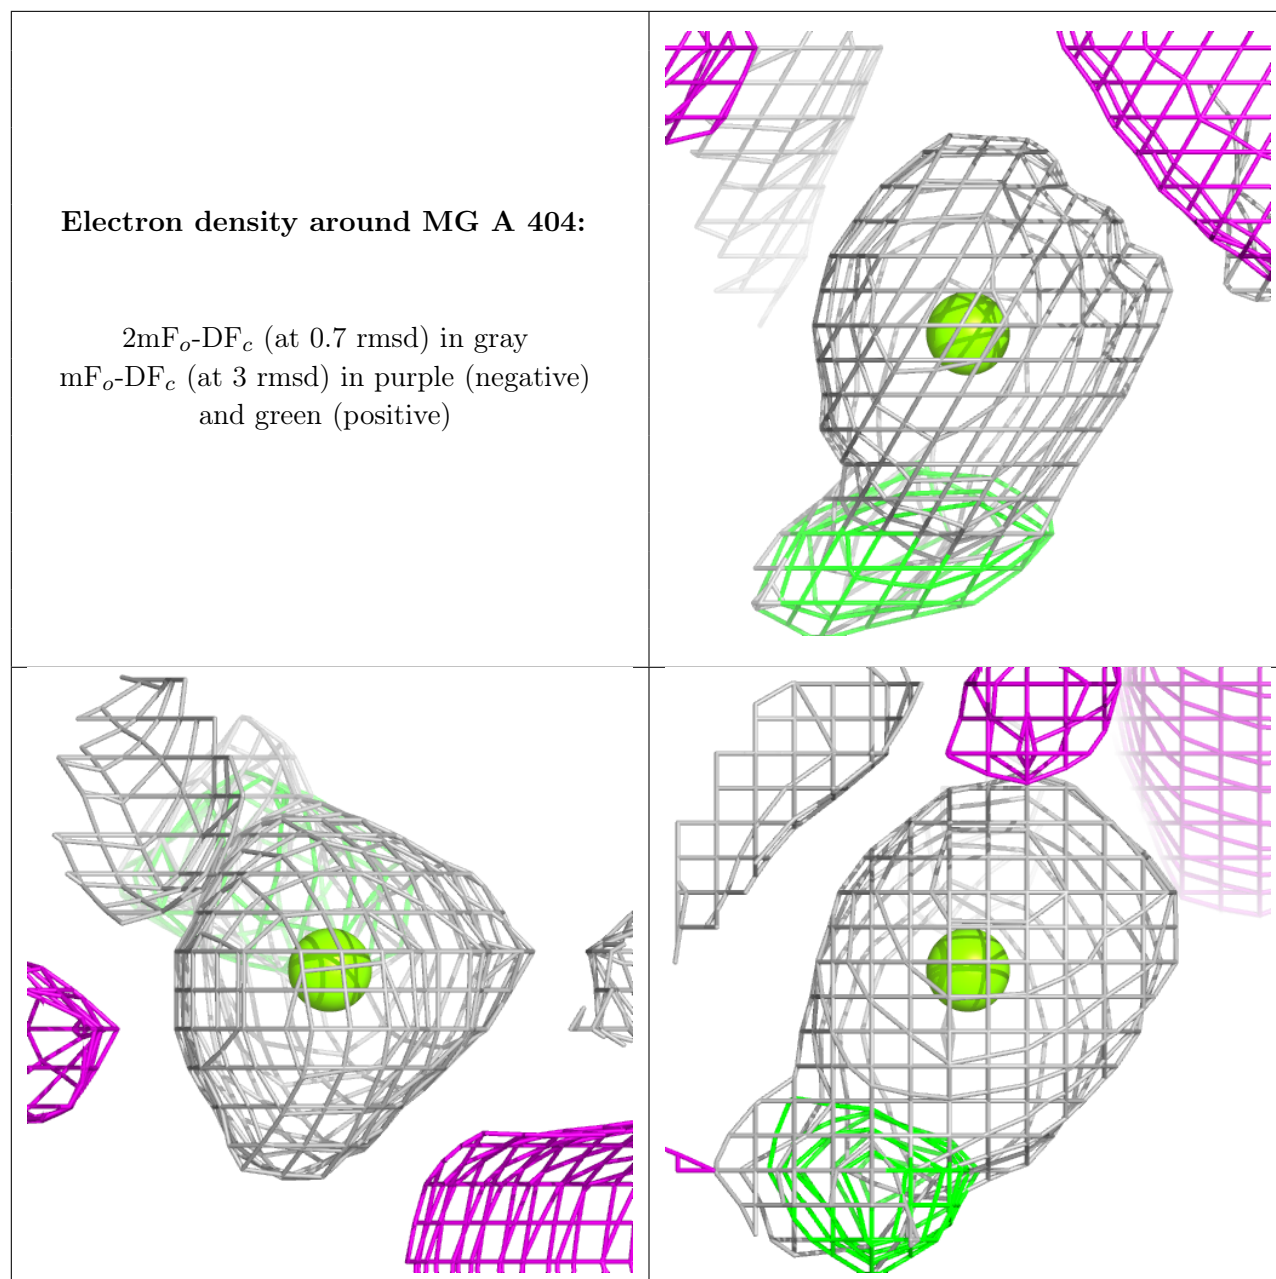 Electron density around MG A 404:
2mFo-DFc (at 0.7 rmsd) in gray
mFo-DFc (at 3 rmsd) in purple (negative)
and green (positive)